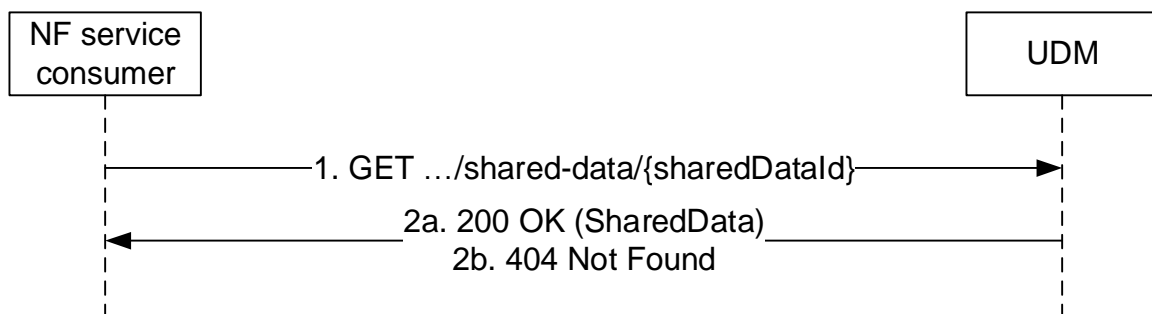 NF service
consumer
UDM
1. GET …/shared-data/{sharedDataId}
2a. 200 OK (SharedData)
2b. 404 Not Found